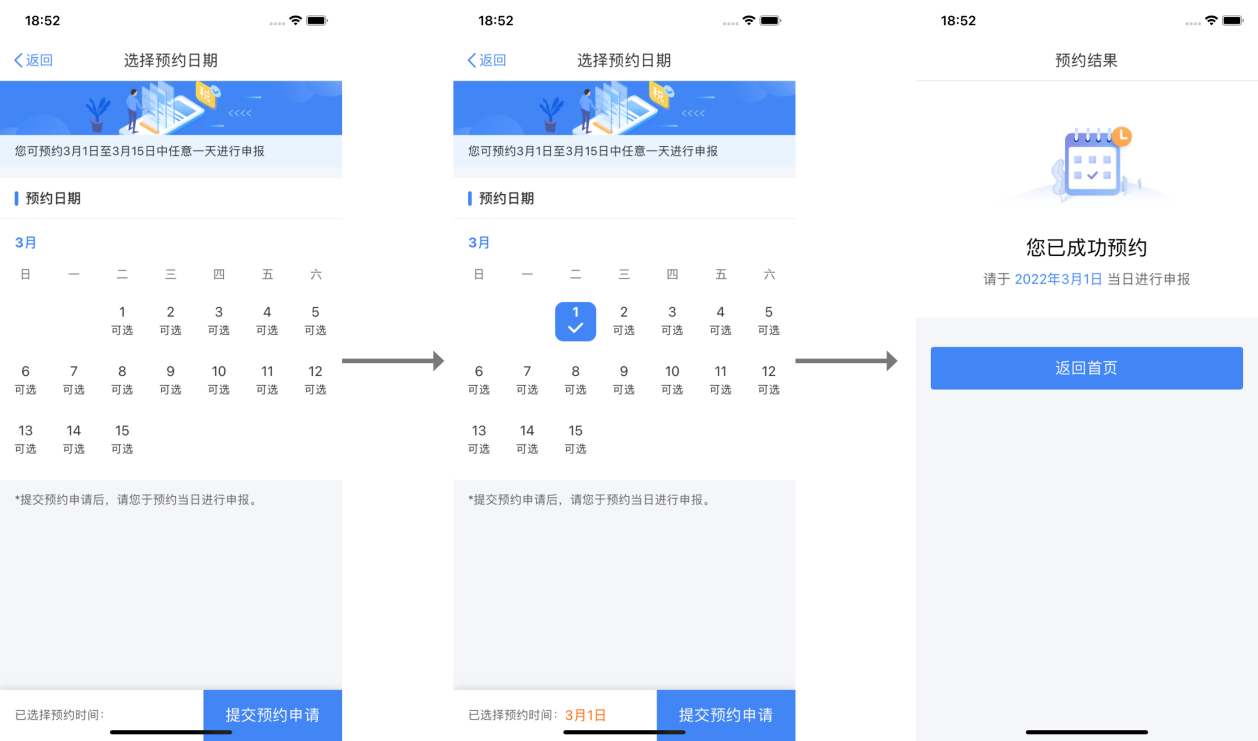 18:52
返回
选择预约日期
税
您可预约3月1日至3月15日中任意一天进行申报
预约日期
3月
日 一 二 三 四 五 六
1 2 3 4 5
可选 可选 可选 可选 可选
6 7 8 9 10 11 12
可选 可选 可选 可选 可选 可选 可选
13 14 15
可选 可选 可选
*提交预约申请后，请您于预约当日进行申报。
已选择预约时间：
提交预约申请
18:52
返回
选择预约日期
税
您可预约3月1日至3月15日中任意一天进行申报
预约日期
3月
日 一 二 三 四 五 六
1 2 3 4 5
可选 可选 可选 可选
6 7 8 9 10 11 12
可选 可选 可选 可选 可选 可选 可选
13 14 15
可选 可选 可选
*提交预约申请后，请您于预约当日进行申报。
已选择预约时间：3月1日
提交预约申请
18:52
预约结果
您已成功预约
请于 2022年3月1日 当日进行申报
返回首页